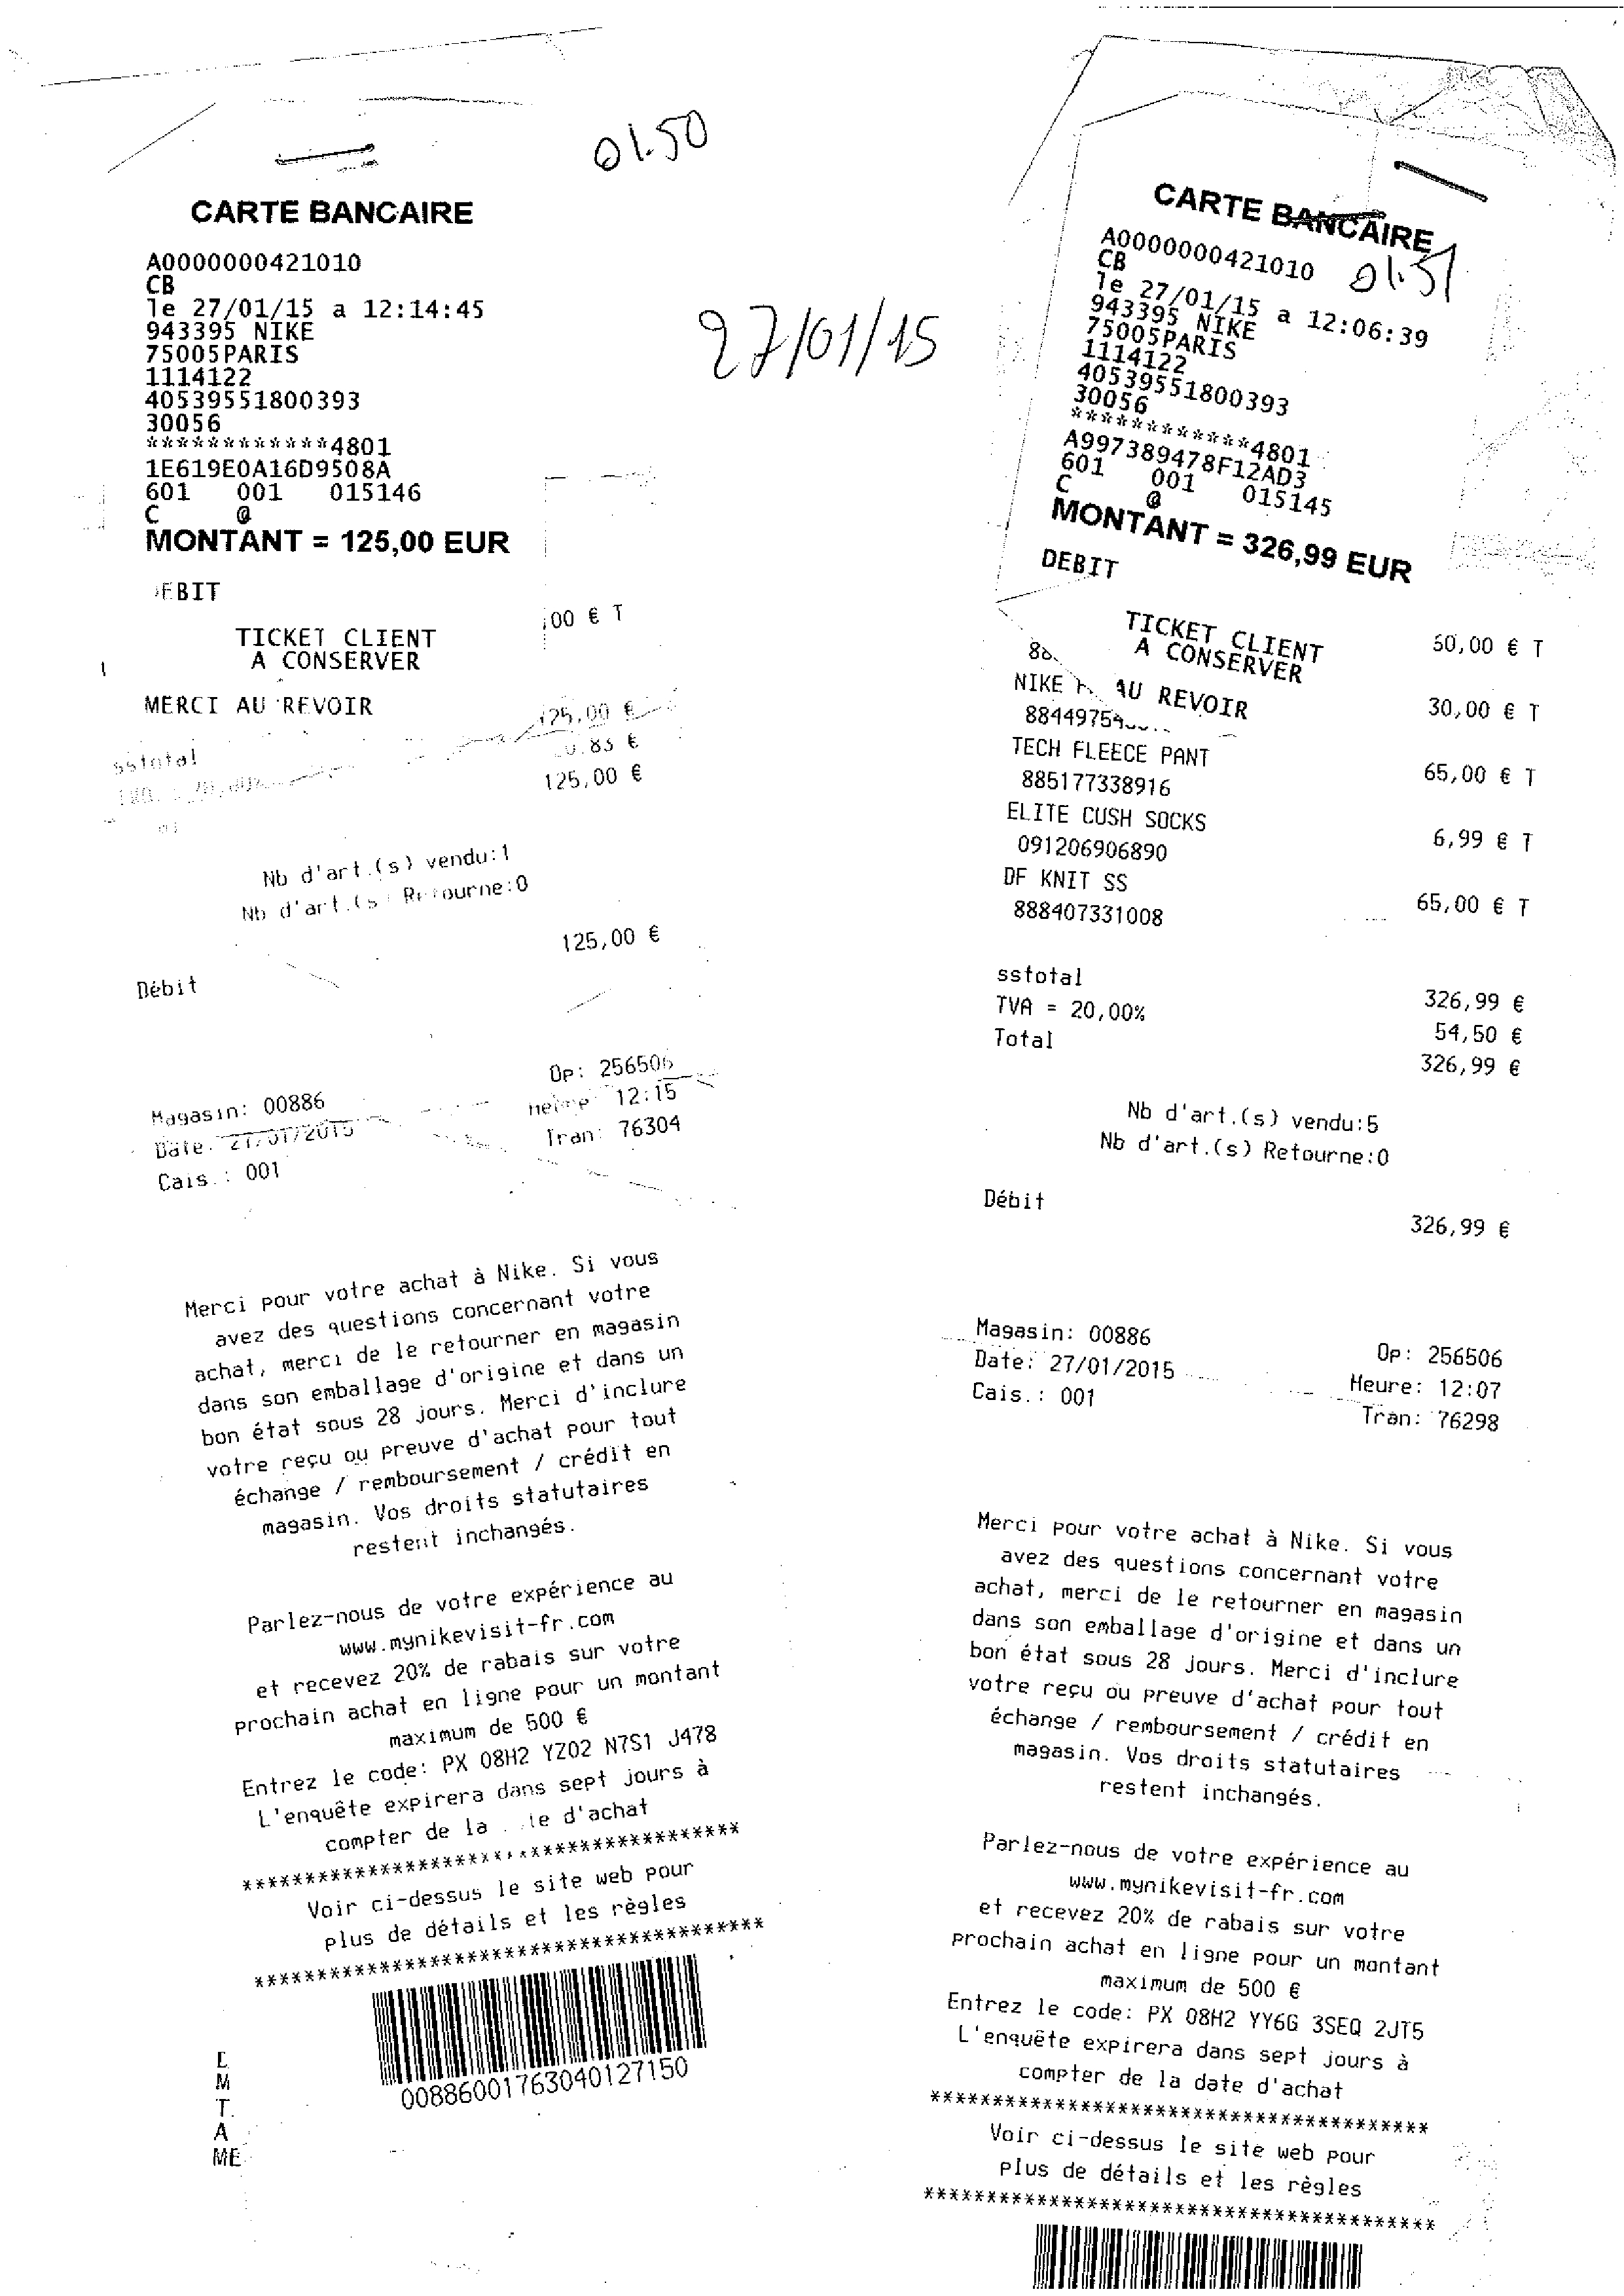 01.50
CARTE BANCAIRE
A0000000421010
CB
le 27/01/15 a 12:14:45
943395 NIKE
75005PARIS
1114122
40539551800393
30056
************4801
1E619E0A16D9508A
601 001 015146
C @
MONTANT = 125,00 EUR
EBIT
00 € T
TICKET CLIENT
A CONSERVER
MERCI AU REVOIR
125,00 €
sstotal
,83 €
125,00 €
Nb d'art.(s) vendu:1
Nb d'art.(s) Retourne:0
125,00 €
Débit
Op: 256506
Magasin: 00886
Heure: 12:15
Date: 27/01/2015
Tran: 76304
Cais.: 001
Merci pour votre achat à Nike. Si vous
avez des questions concernant votre
achat, merci de le retourner en magasin
dans son emballage d'origine et dans un
bon état sous 28 jours. Merci d'inclure
votre reçu ou preuve d'achat pour tout
échange / remboursement / crédit en
magasin. Vos droits statutaires
restent inchangés.
Parlez-nous de votre expérience au
www.mynikevisit-fr.com
et recevez 20% de rabais sur votre
prochain achat en ligne pour un montant
maximum de 500 €
Entrez le code: PX 08H2 YZ02 N7S1 J478
L'enquête expirera dans sept jours à
compter de la te d'achat
****************************************
Voir ci-dessus le site web pour
plus de détails et les règles
****************************************
00886001763040127150
M
T.
A
ME
27/01/15
CARTE BANCAIRE
01.51
A0000000421010
CB
le 27/01/15 a 12:06:39
943395 NIKE
75005PARIS
1114122
40539551800393
30056
************4801
A997389478F12AD3
601 001 015145
C @
MONTANT = 326,99 EUR
DEBIT
TICKET CLIENT
A CONSERVER
AU REVOIR
NIKE
30,00 € T
TECH FLEECE PANT
65,00 € T
885177338916
ELITE CUSH SOCKS
6,99 € T
091206906890
DF KNIT SS
65,00 € T
888407331008
sstotal 326,99 €
TVA = 20,00% 54,50 €
Total 326,99 €
Nb d'art.(s) vendu:5
Nb d'art.(s) Retourne:0
Débit 326,99 €
Magasin: 00886 Op: 256506
Date: 27/01/2015 Heure: 12:07
Cais.: 001 Tran: 76298
Merci pour votre achat à Nike. Si vous
avez des questions concernant votre
achat, merci de le retourner en magasin
dans son emballage d'origine et dans un
bon état sous 28 jours. Merci d'inclure
votre reçu ou preuve d'achat pour tout
échange / remboursement / crédit en
magasin. Vos droits statutaires
restent inchangés.
Parlez-nous de votre expérience au
www.mynikevisit-fr.com
et recevez 20% de rabais sur votre
prochain achat en ligne pour un montant
maximum de 500 €
Entrez le code: PX 08H2 YY6G 3SEQ 2JT5
L'enquête expirera dans sept jours à
compter de la date d'achat
****************************************
Voir ci-dessus le site web pour
plus de détails et les règles
****************************************